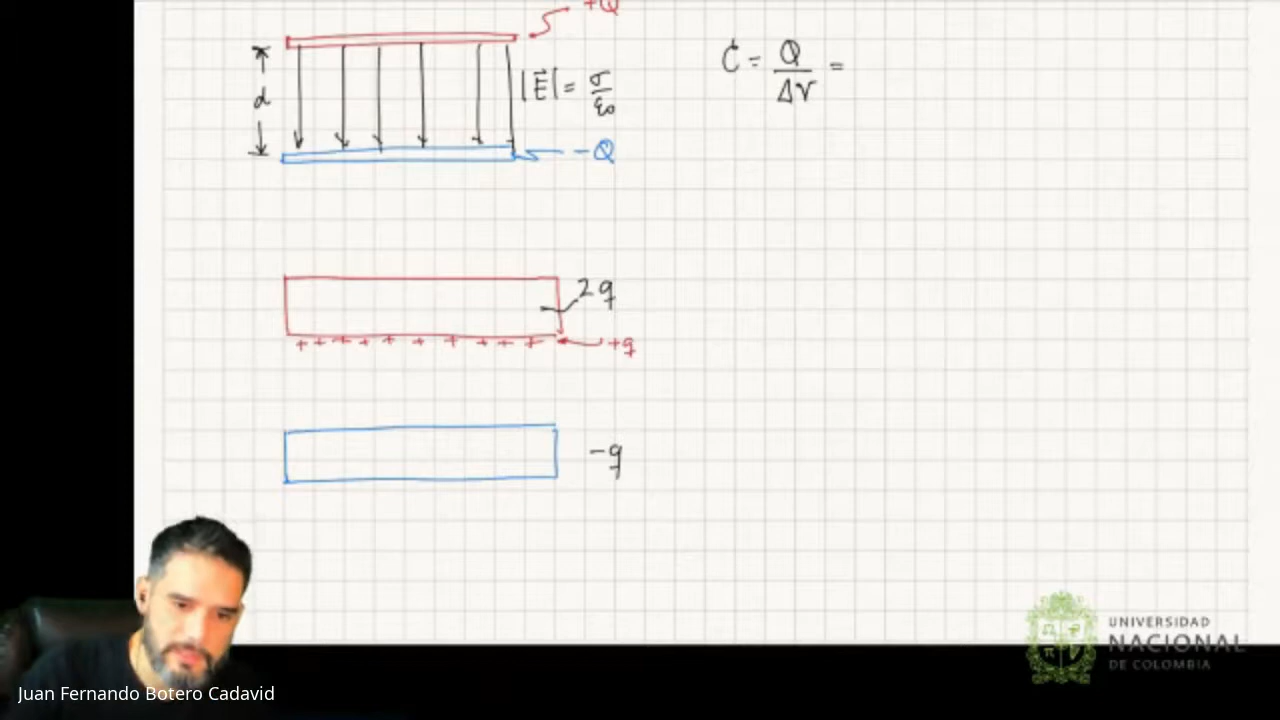 +Q
d
|E⃗| = σ/ε₀
C = Q/ΔV =
-Q
2q
+ + + + + + + + + +
+q
-q
UNIVERSIDAD
NACIONAL
DE COLOMBIA
Juan Fernando Botero Cadavid